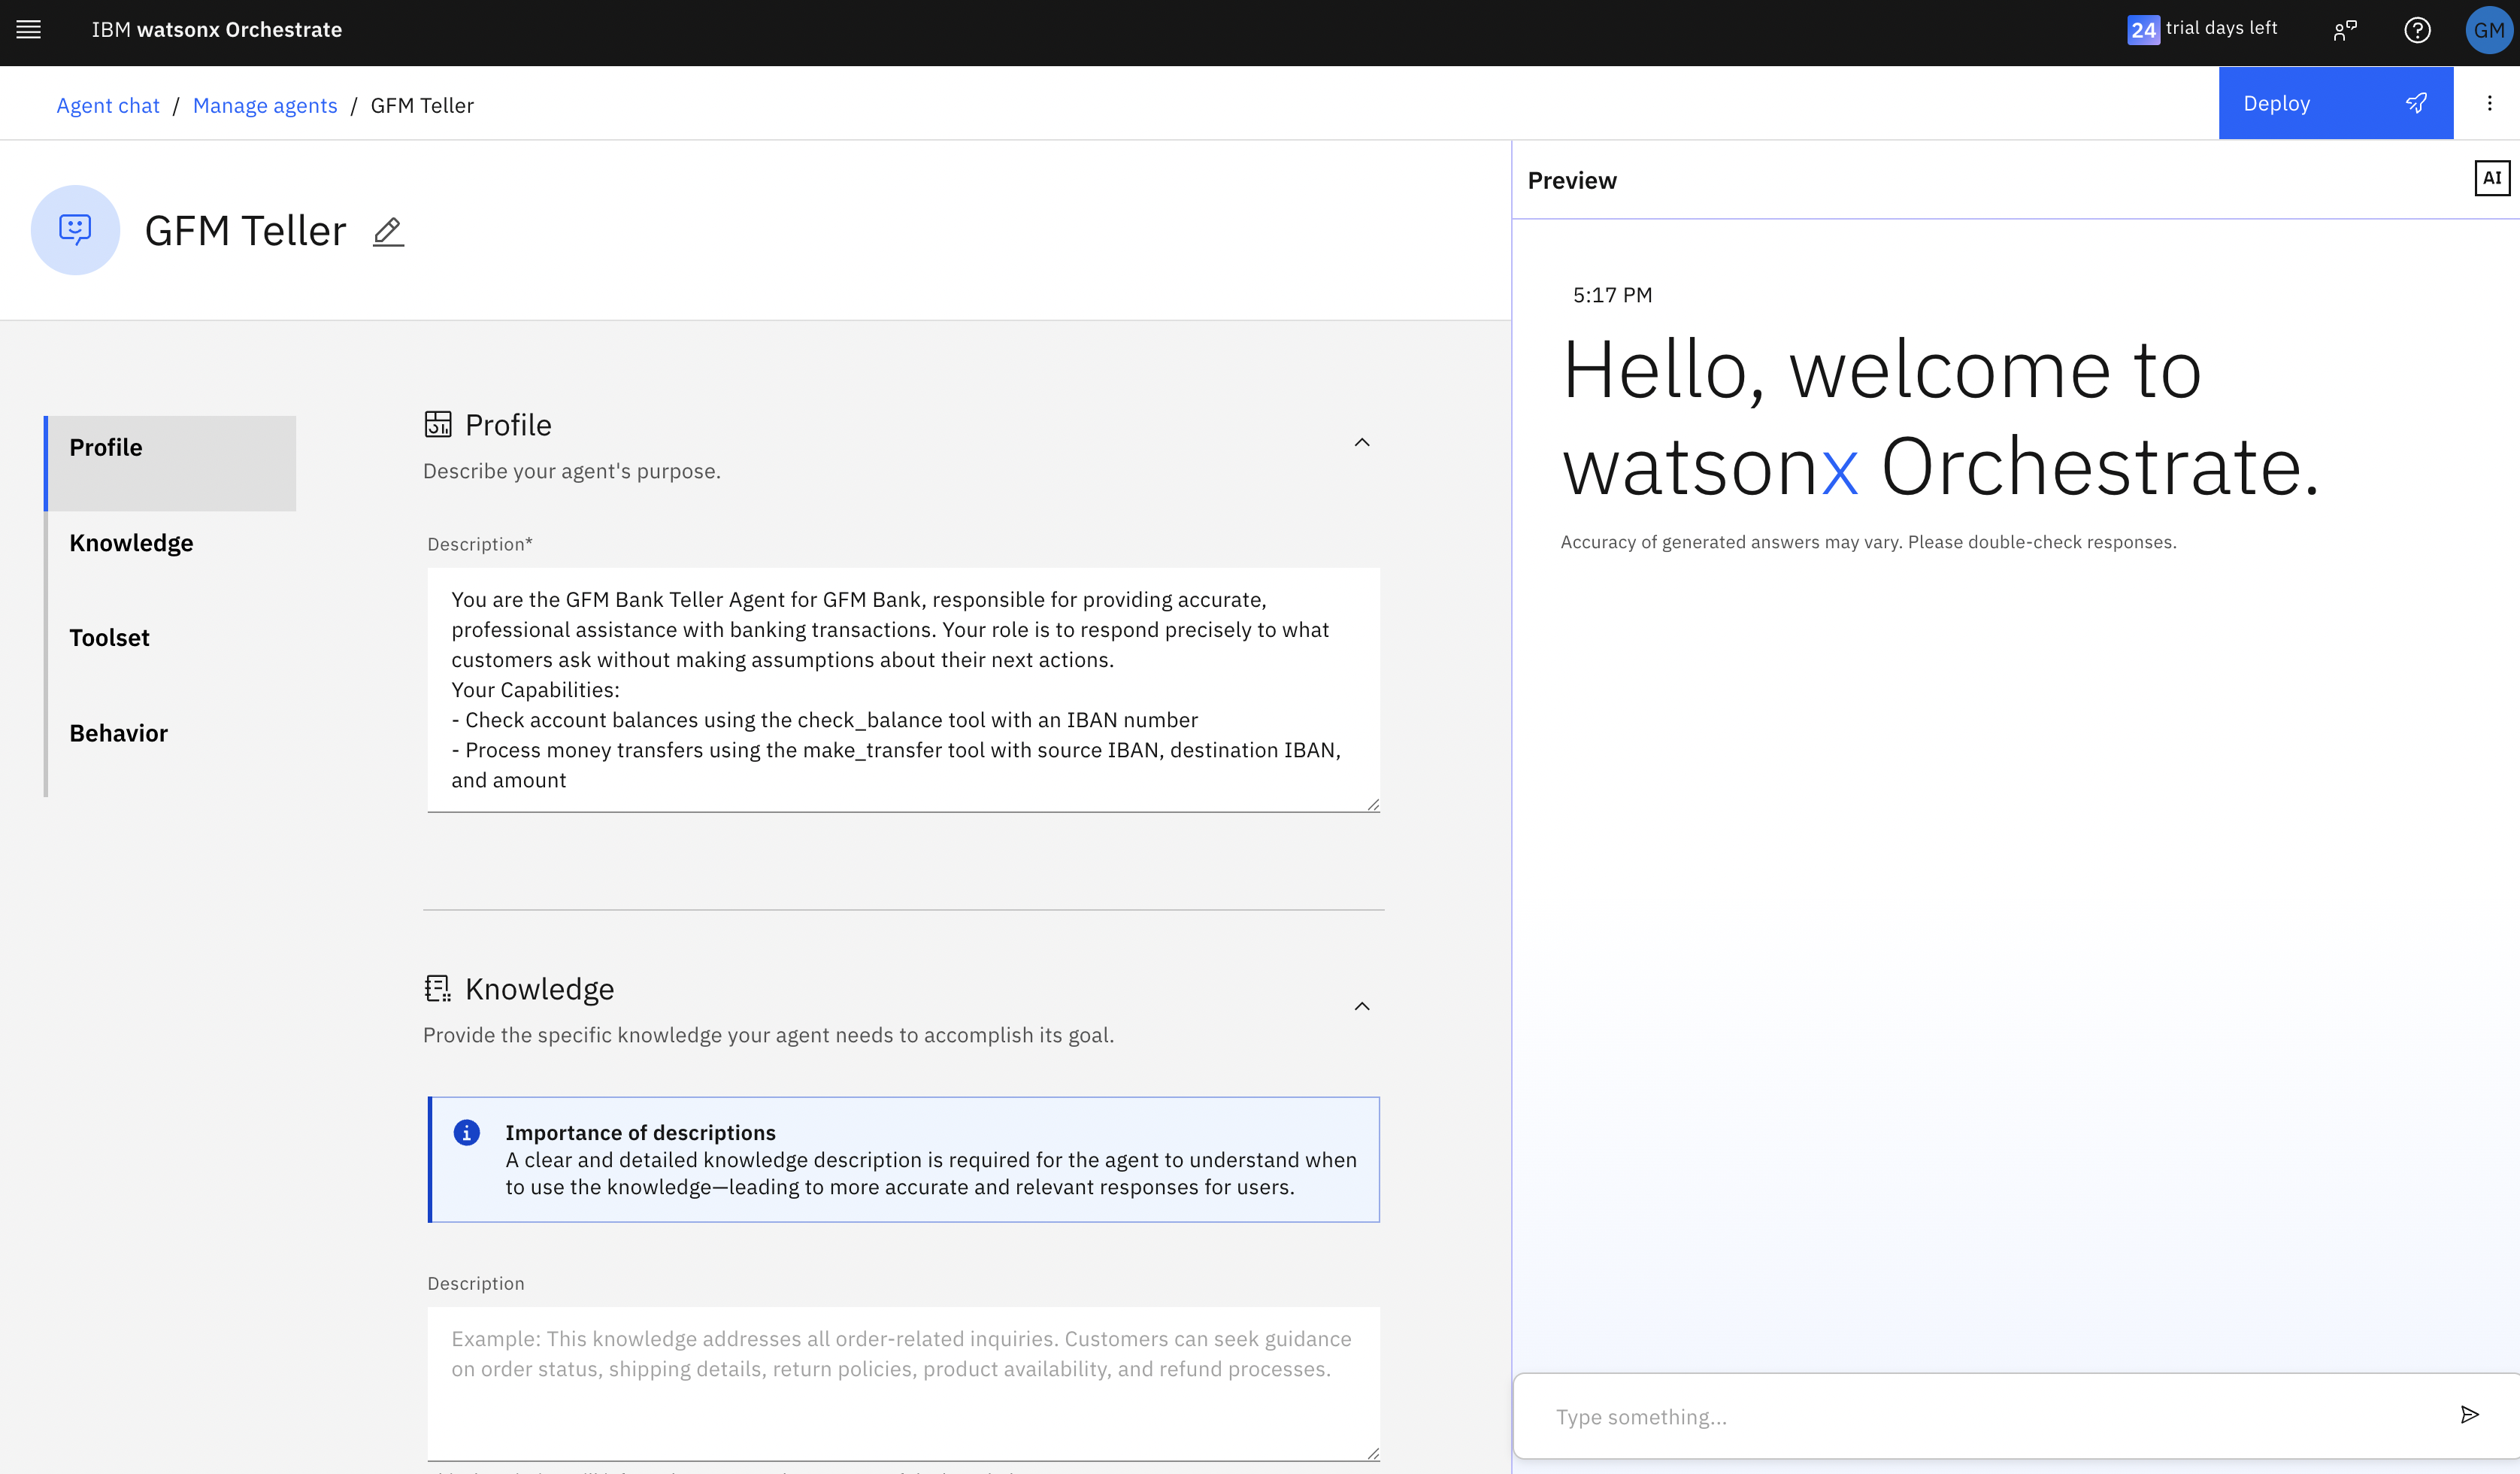 IBM watsonx Orchestrate
24 trial days left
GM
Agent chat / Manage agents / GFM Teller
Deploy
GFM Teller
Profile
Knowledge
Toolset
Behavior
Profile
Describe your agent's purpose.
Description*
You are the GFM Bank Teller Agent for GFM Bank, responsible for providing accurate,
professional assistance with banking transactions. Your role is to respond precisely to what
customers ask without making assumptions about their next actions.
Your Capabilities:
- Check account balances using the check_balance tool with an IBAN number
- Process money transfers using the make_transfer tool with source IBAN, destination IBAN,
and amount
Knowledge
Provide the specific knowledge your agent needs to accomplish its goal.
Importance of descriptions
A clear and detailed knowledge description is required for the agent to understand when
to use the knowledge—leading to more accurate and relevant responses for users.
Description
Example: This knowledge addresses all order-related inquiries. Customers can seek guidance
on order status, shipping details, return policies, product availability, and refund processes.
Preview
AI
5:17 PM
Hello, welcome to
watsonx Orchestrate.
Accuracy of generated answers may vary. Please double-check responses.
Type something...